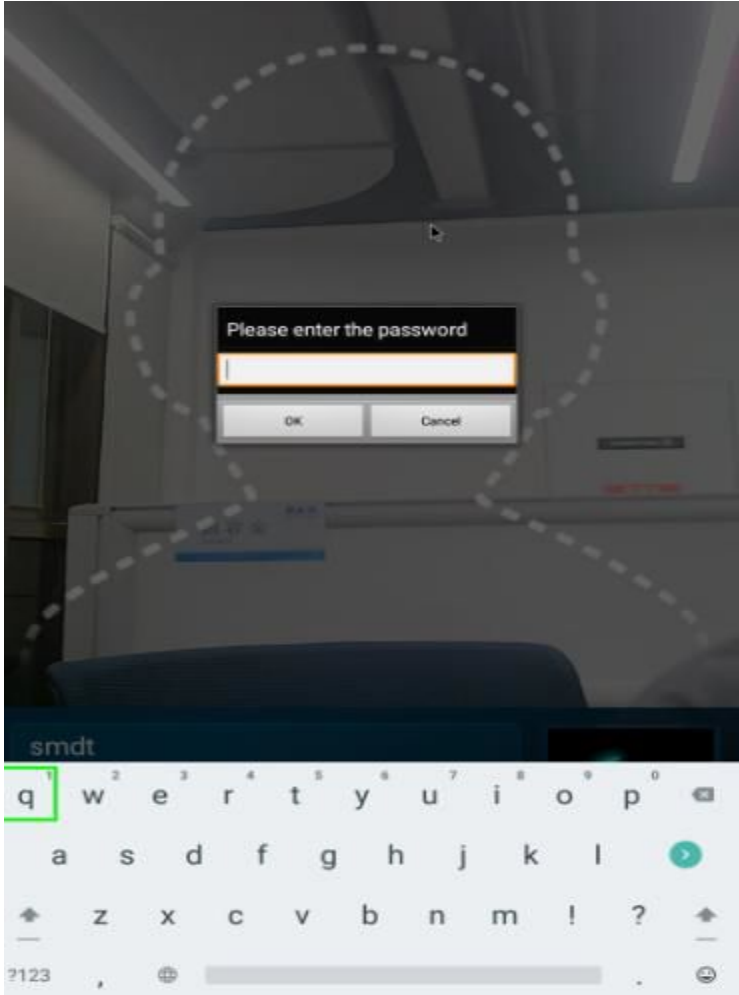 Please enter the password
OK
Cancel
smdt
1 2 3 4 5 6 7 8 9 0
q w e r t y u i o p
a s d f g h j k l
z x c v b n m ! ?
?123 , .